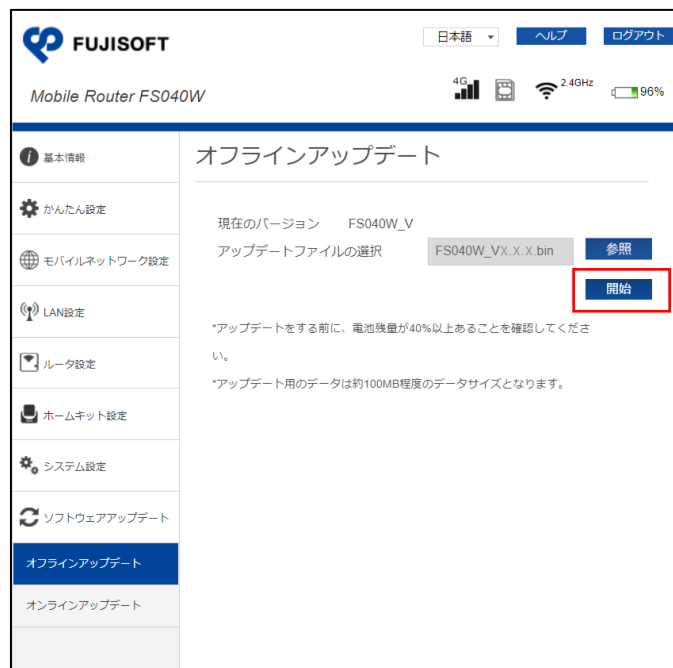 FUJISOFT
日本語 ヘルプ ログアウト
Mobile Router FS040W
4G 2.4GHz 96%
基本情報
かんたん設定
モバイルネットワーク設定
LAN設定
ルータ設定
ホームキット設定
システム設定
ソフトウェアアップデート
オフラインアップデート
オンラインアップデート
オフラインアップデート
現在のバージョン FS040W_V
アップデートファイルの選択 FS040W_VX.X.X.bin 参照
開始
*アップデートをする前に、電池残量が40%以上あることを確認してくださ
い。
*アップデート用のデータは約100MB程度のデータサイズとなります。